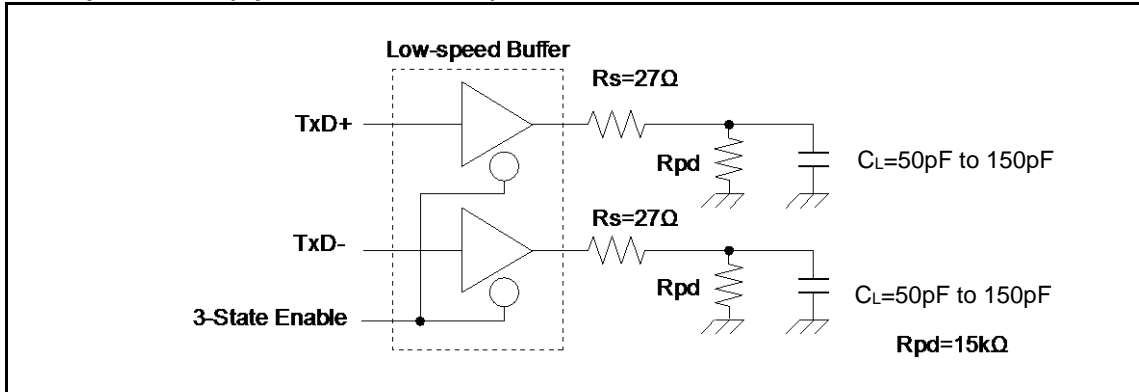 Low-speed Buffer
Rs=27Ω
TxD+
Rpd
CL=50pF to 150pF
Rs=27Ω
TxD-
Rpd
CL=50pF to 150pF
3-State Enable
Rpd=15kΩ